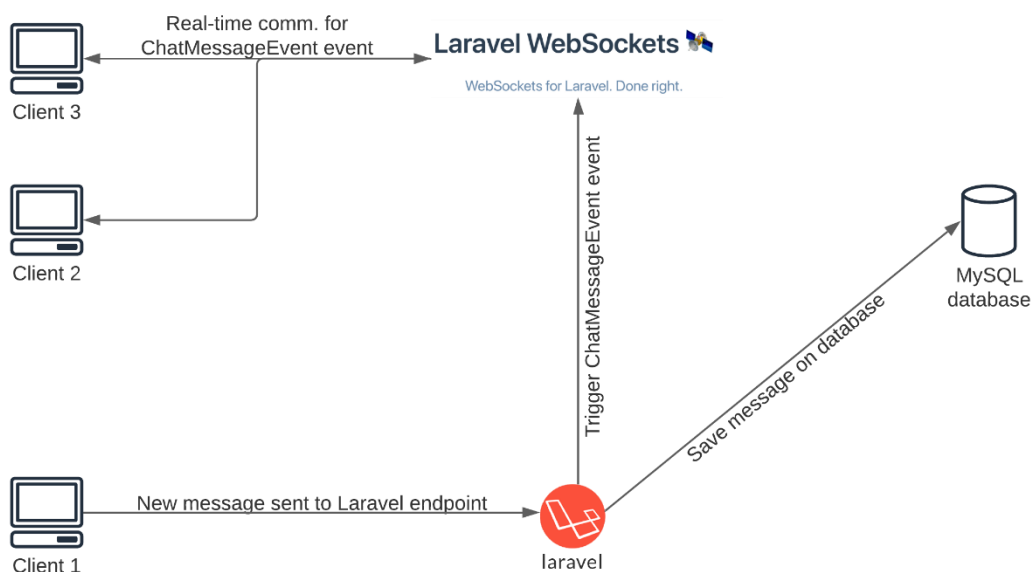 Real-time comm. for
ChatMessageEvent event
Laravel WebSockets
WebSockets for Laravel. Done right.
Client 3
Client 2
Trigger ChatMessageEvent event
MySQL
database
Save message on database
New message sent to Laravel endpoint
Client 1
laravel